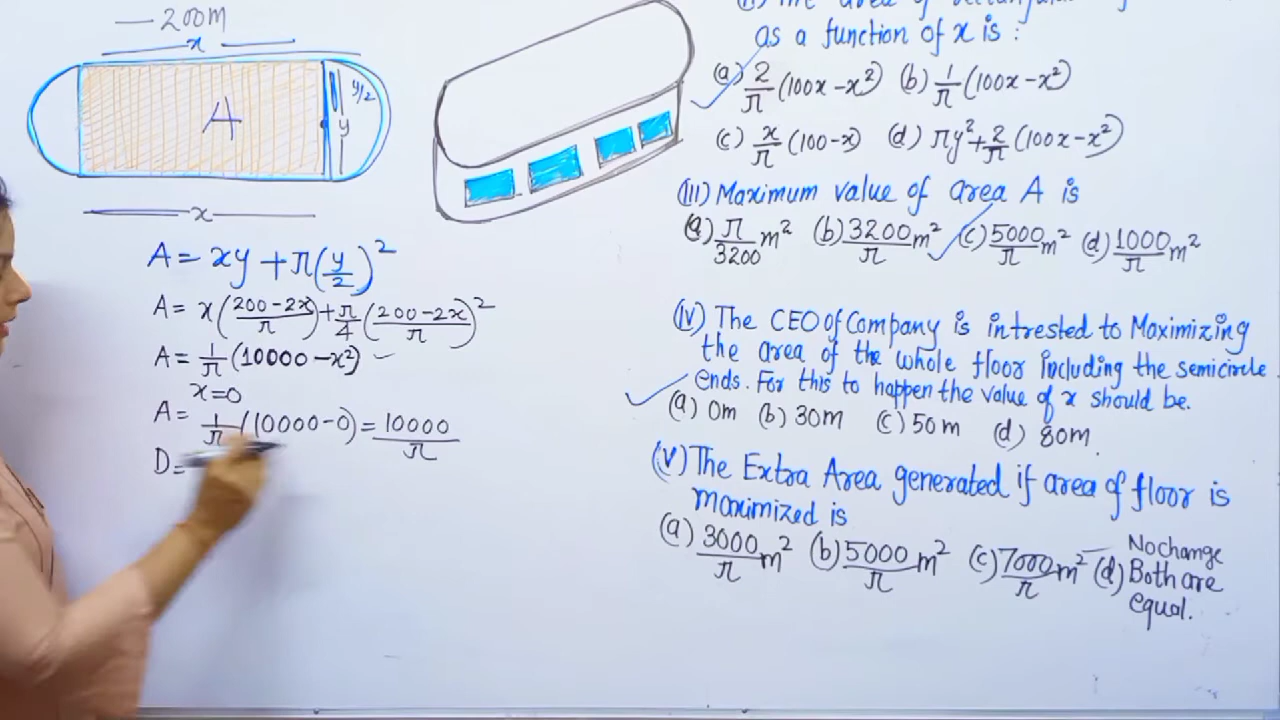 200m
x
A
y/2
y
x
A = xy + π(y/2)²
A = x(200-2x/π) + π/4(200-2x/π)²
A = 1/π(10000-x²)
x=0
A = 1/π(10000-0) = 10000/π
D=
as a function of x is :
(a) 2/π(100x-x²) (b) 1/π(100x-x²)
(c) x/π(100-x) (d) πy²+2/π(100x-x²)
(III) Maximum value of area A is
(a) π/3200 m² (b) 3200/π m² (c) 5000/π m² (d) 1000/π m²
(IV) The CEO of Company is intrested to Maximizing
the area of the whole floor including the semicircle
ends. For this to happen the value of x should be.
(a) 0m (b) 30m (c) 50m (d) 80m
(V) The Extra Area generated if area of floor is
maximized is
(a) 3000/π m² (b) 5000/π m² (c) 7000/π m² (d) No change
Both are
equal.